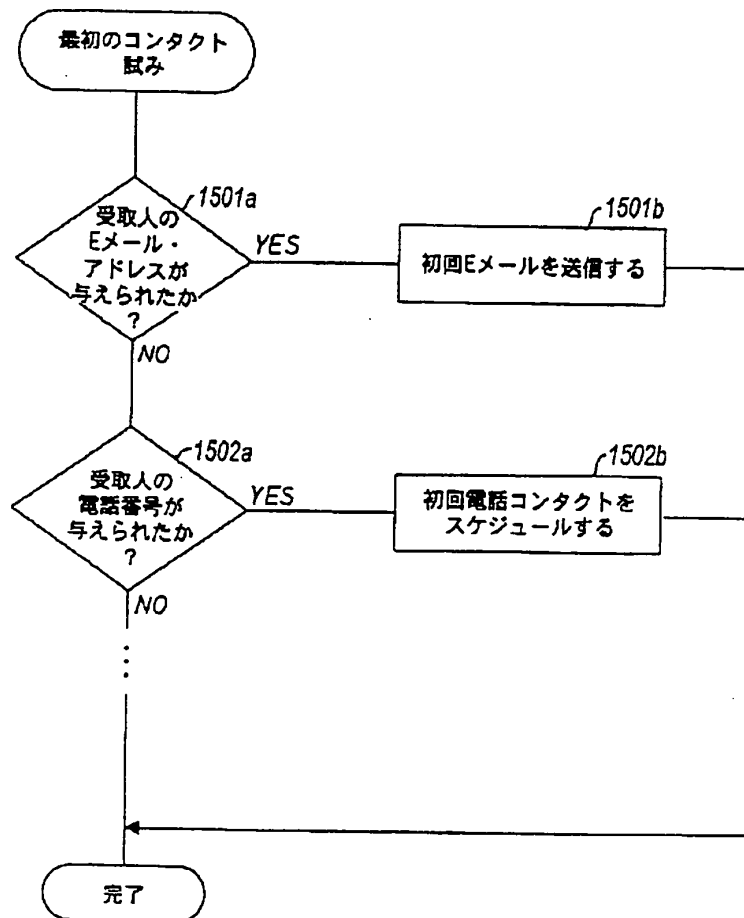 最初のコンタクト
試み
1501a
受取人の
Eメール・
アドレスが
与えられたか
?
YES
1501b
初回Eメールを送信する
NO
1502a
受取人の
電話番号が
与えられたか
?
YES
1502b
初回電話コンタクトを
スケジュールする
NO
完了